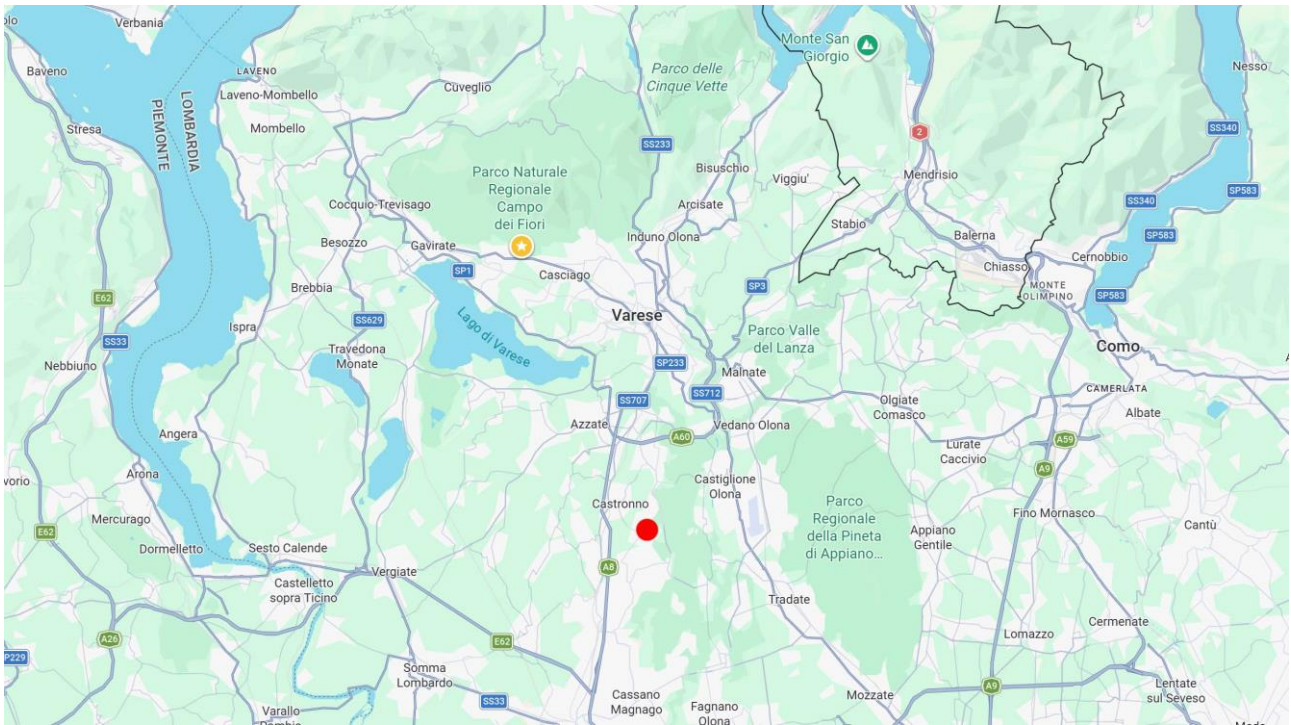 olo
Verbania
Baveno
LAVENO
Laveno-Mombello
Stresa
PIEMONTE
LOMBARDIA
Mombello
Cuveglio
Parco delle
Cinque Vette
Monte San
Giorgio
Nesso
SS340
2
SS233
Parco Naturale
Regionale
Campo
dei Fiori
Bisuschio
Viggiu'
Mendrisio
SP583
SS340
Cocquio-Trevisago
Arcisate
Stabio
Besozzo
Gavirate
Induno Olona
Balerna
SP583
SP1
Casciago
Chiasso
Cernobbio
E62
Brebbia
SP3
MONTE
OLIMPINO
SP583
Ispra
SS629
Lago di Varese
Varese
Parco Valle
del Lanza
SS33
Travedona
Monate
Como
Nebbiuno
SP233
Malnate
SS707
SS712
CAMERLATA
Olgiate
Comasco
Albate
Angera
Azzate
A60
Vedano Olona
A59
Lurate
Caccivio
Arona
A9
vorio
Castiglione
Olona
Mercurago
Castronno
Parco
Regionale
della Pineta
di Appiano...
Fino Mornasco
Cantù
E62
Appiano
Gentile
Dormelletto
Sesto Calende
A8
Vergiate
Castelletto
sopra Ticino
Tradate
A26
E62
Lomazzo
Cermenate
P229
Somma
Lombardo
SS33
Cassano
Magnago
Fagnano
Olona
Mozzate
A9
Lentate
sul Seveso
Varallo